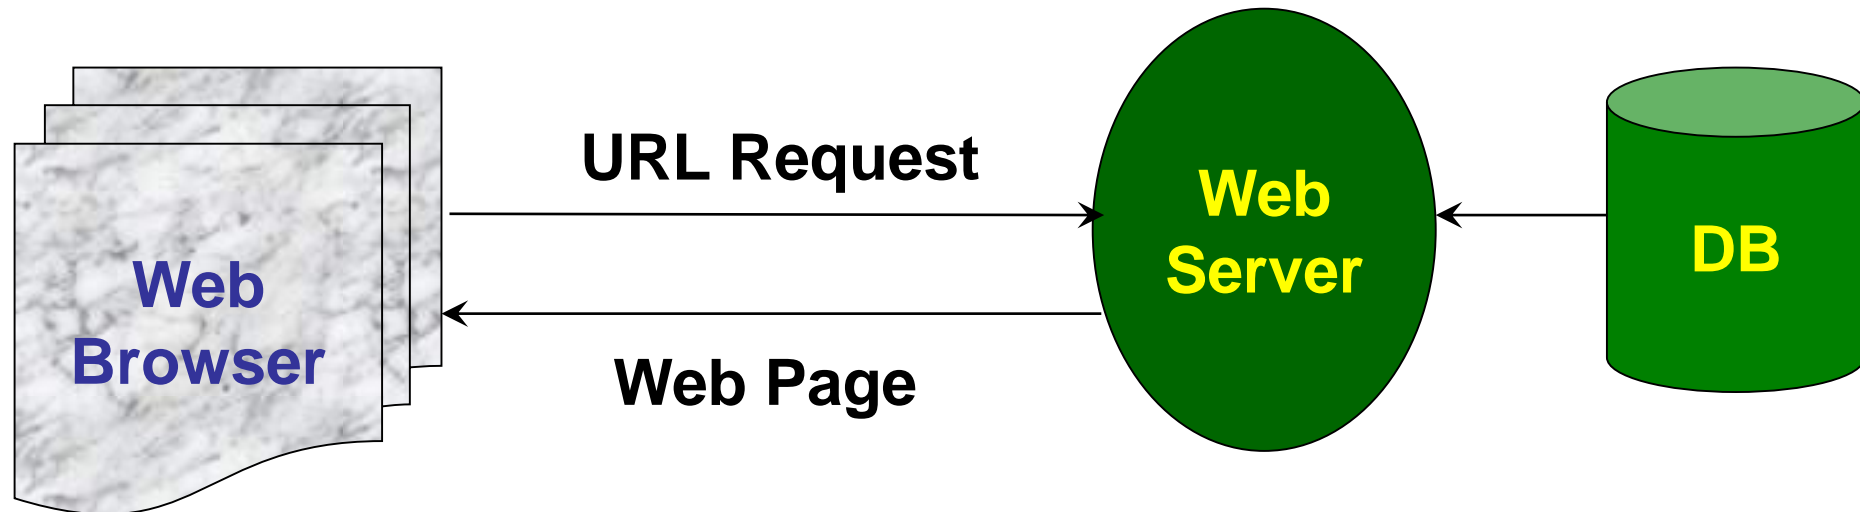 URL Request
Web
Server
DB
Web
Browser
Web Page